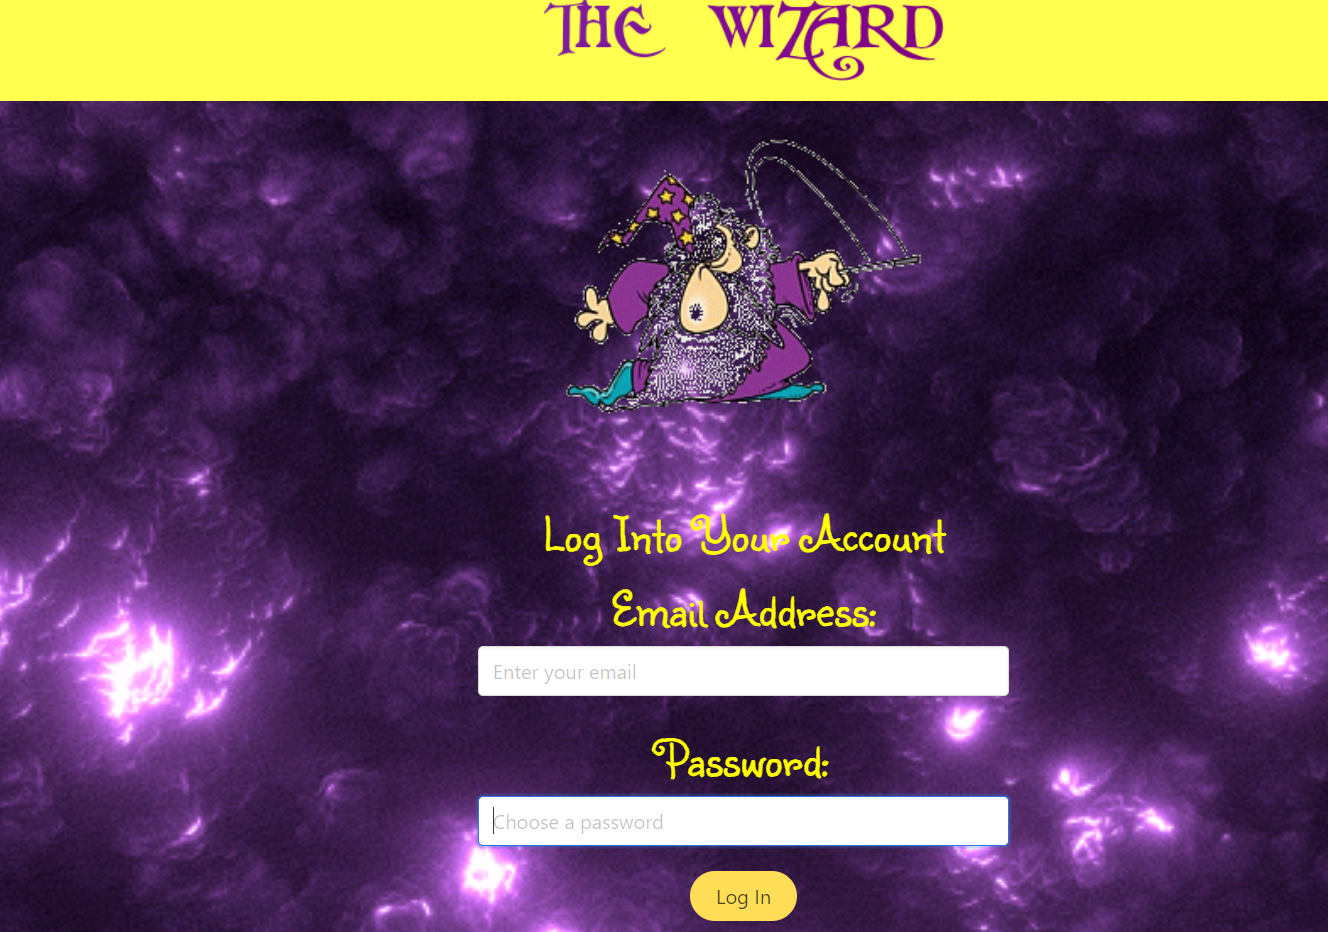 THE WIZARD
Log Into Your Account
Email Address:
Enter your email
Password:
Choose a password
Log In